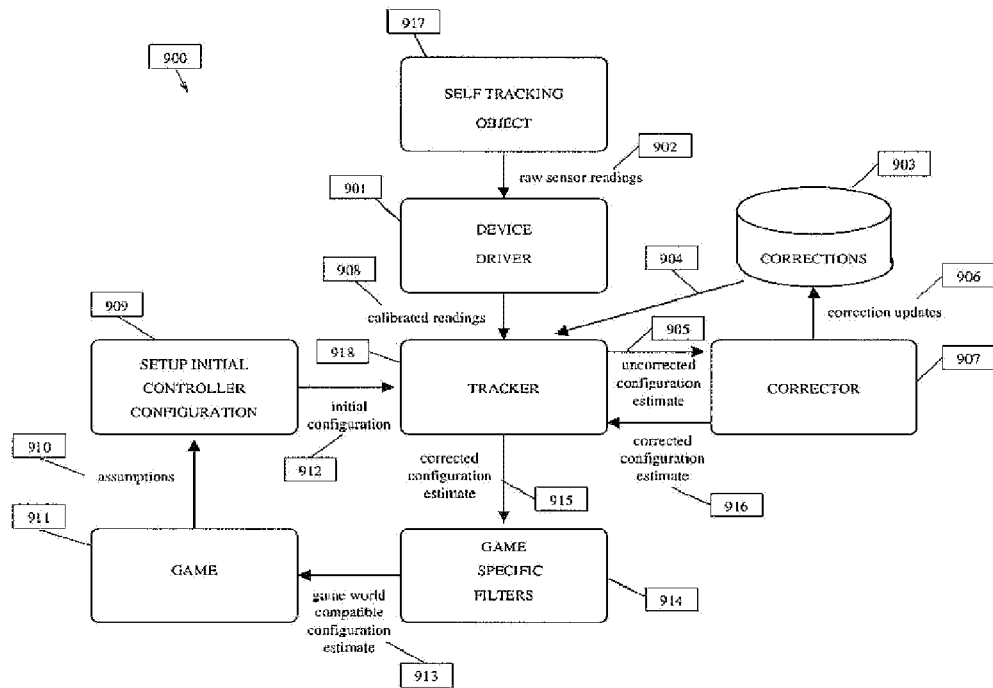 917
900
SELF TRACKING
OBJECT
902
raw sensor readings
903
901
DEVICE
DRIVER
904
CORRECTIONS
908
906
909
calibrated readings
905
correction updates
918
SETUP INITIAL
CONTROLLER
CONFIGURATION
TRACKER
uncorrected
configuration
estimate
CORRECTOR
907
initial
configuration
910
assumptions
912
corrected
configuration
estimate
corrected
configuration
estimate
915
916
911
GAME
GAME
SPECIFIC
FILTERS
914
game world
compatible
configuration
estimate
913